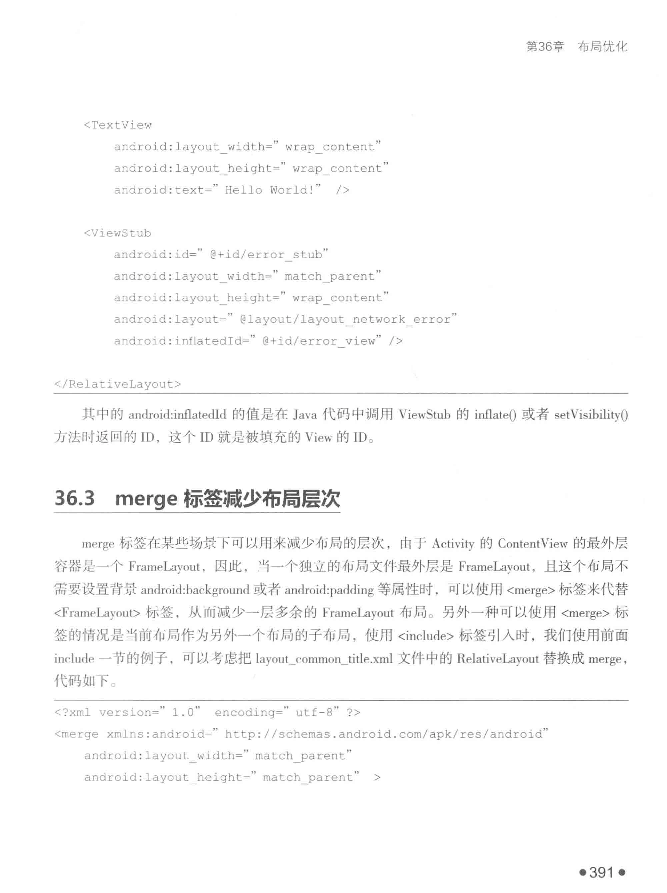 第36章 布局优化
<TextView
android:layout_width=" wrap_content"
android:layout_height=" wrap_content"
android:text=" Hello World!" />
<ViewStub
android:id=" @+id/error_stub"
android:layout_width=" match_parent"
android:layout_height=" wrap_content"
android:layout=" @layout/layout_network_error"
android:inflatedId=" @+id/error_view" />
</RelativeLayout>
其中的 android:inflatedId 的值是在 Java 代码中调用 ViewStub 的 inflate() 或者 setVisibility()
方法时返回的 ID，这个 ID 就是被填充的 View 的 ID。
36.3 merge 标签减少布局层次
merge 标签在某些场景下可以用来减少布局的层次，由于 Activity 的 ContentView 的最外层
容器是一个 FrameLayout，因此，当一个独立的布局文件最外层是 FrameLayout，且这个布局不
需要设置背景 android:background 或者 android:padding 等属性时，可以使用 <merge> 标签来代替
<FrameLayout> 标签，从而减少一层多余的 FrameLayout 布局。另外一种可以使用 <merge> 标
签的情况是当前布局作为另外一个布局的子布局，使用 <include> 标签引入时，我们使用前面
include 一节的例子，可以考虑把 layout_common_title.xml 文件中的 RelativeLayout 替换成 merge，
代码如下。
<?xml version=" 1.0" encoding=" utf-8" ?>
<merge xmlns:android=" http://schemas.android.com/apk/res/android"
android:layout_width=" match_parent"
android:layout_height=" match_parent" >
●391●